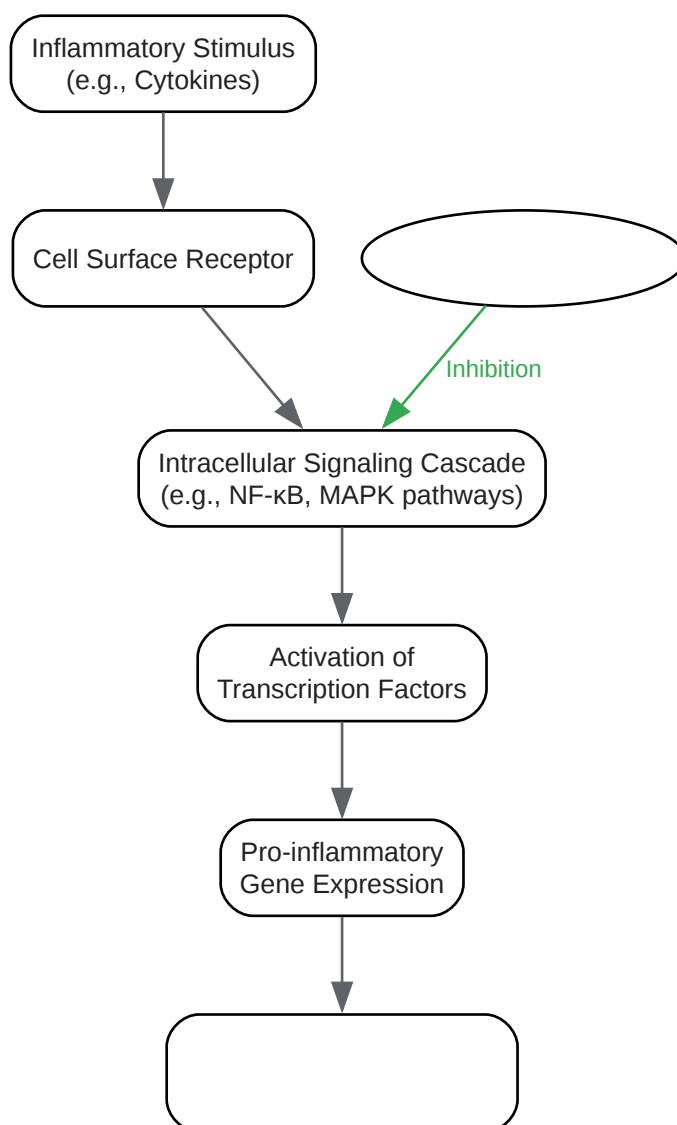 Inflammatory Stimulus
(e.g., Cytokines)
Cell Surface Receptor
Inhibition
Intracellular Signaling Cascade
(e.g., NF-κB, MAPK pathways)
Activation of
Transcription Factors
Pro-inflammatory
Gene Expression